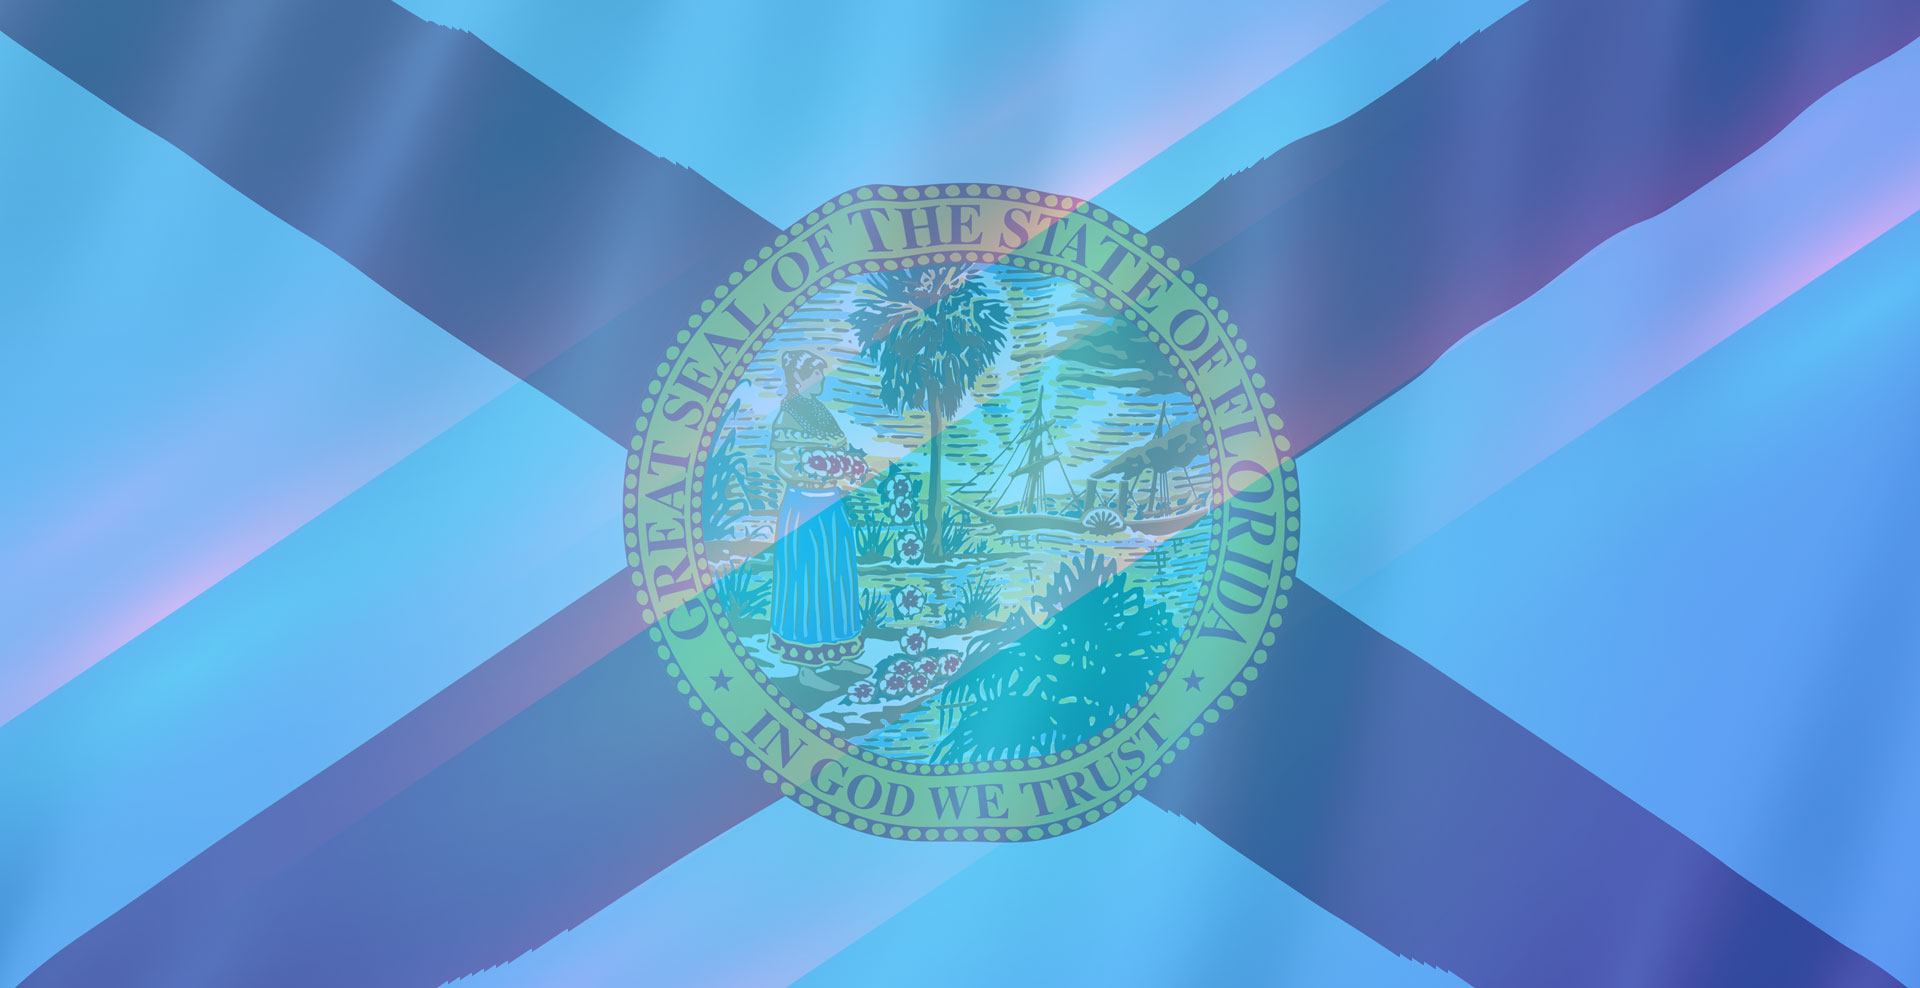 GREAT SEAL OF THE STATE OF FLORIDA
★ IN GOD WE TRUST ★